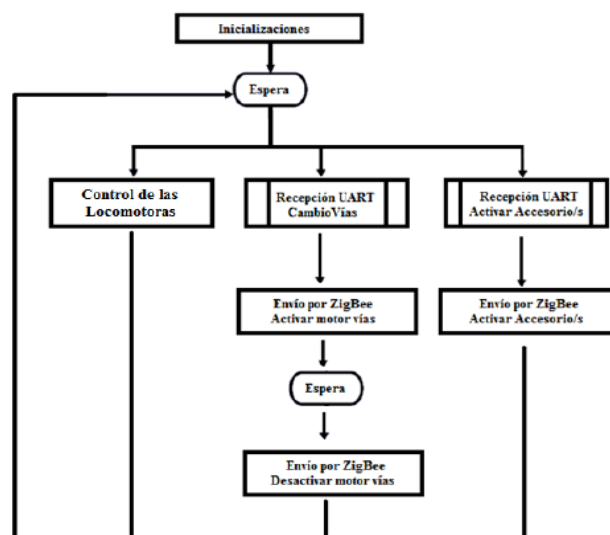 Inicializaciones
Espera
Control de las
Locomotoras
Recepción UART
CambioVías
Recepción UART
Activar Accesorio/s
Envío por ZigBee
Activar motor vías
Envío por ZigBee
Activar Accesorio/s
Espera
Envío por ZigBee
Desactivar motor vías